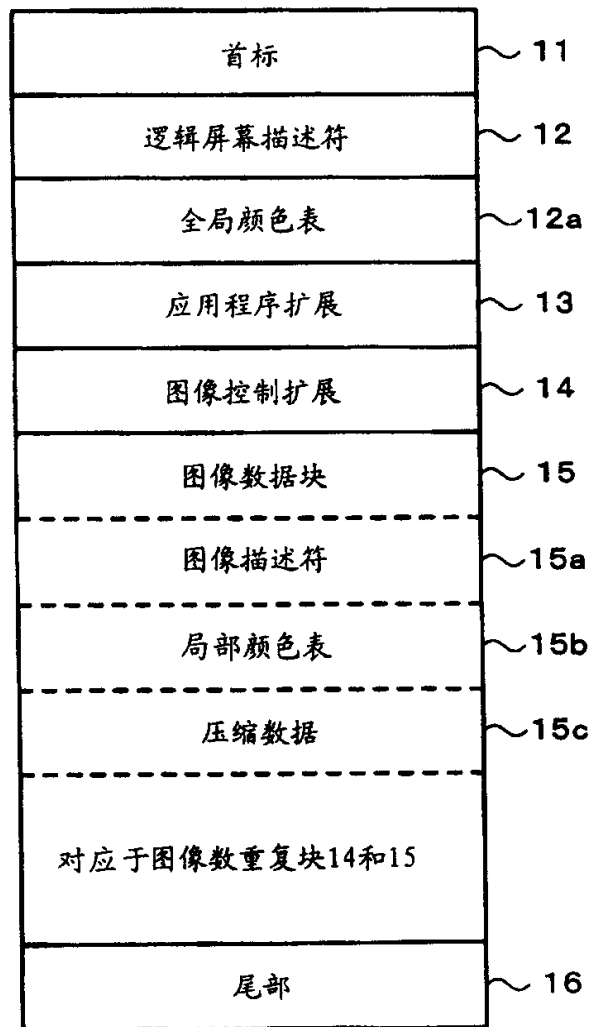 首标 11
逻辑屏幕描述符 12
全局颜色表 12a
应用程序扩展 13
图像控制扩展 14
图像数据块 15
图像描述符 15a
局部颜色表 15b
压缩数据 15c
对应于图像数重复块14和15
尾部 16